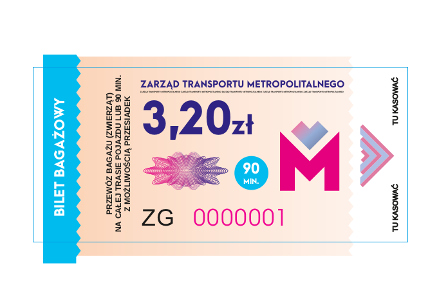 BILET BAGAŻOWY
PRZEWÓZ BAGAŻU (ZWIERZĄT)
NA CAŁEJ TRASIE POJAZDU LUB 90 MIN.
Z MOŻLIWOŚCIĄ PRZESIADEK
ZARZĄD TRANSPORTU METROPOLITALNEGO
3,20zł
90
MIN.
M
ZG 0000001
TU KASOWAĆ
TU KASOWAĆ